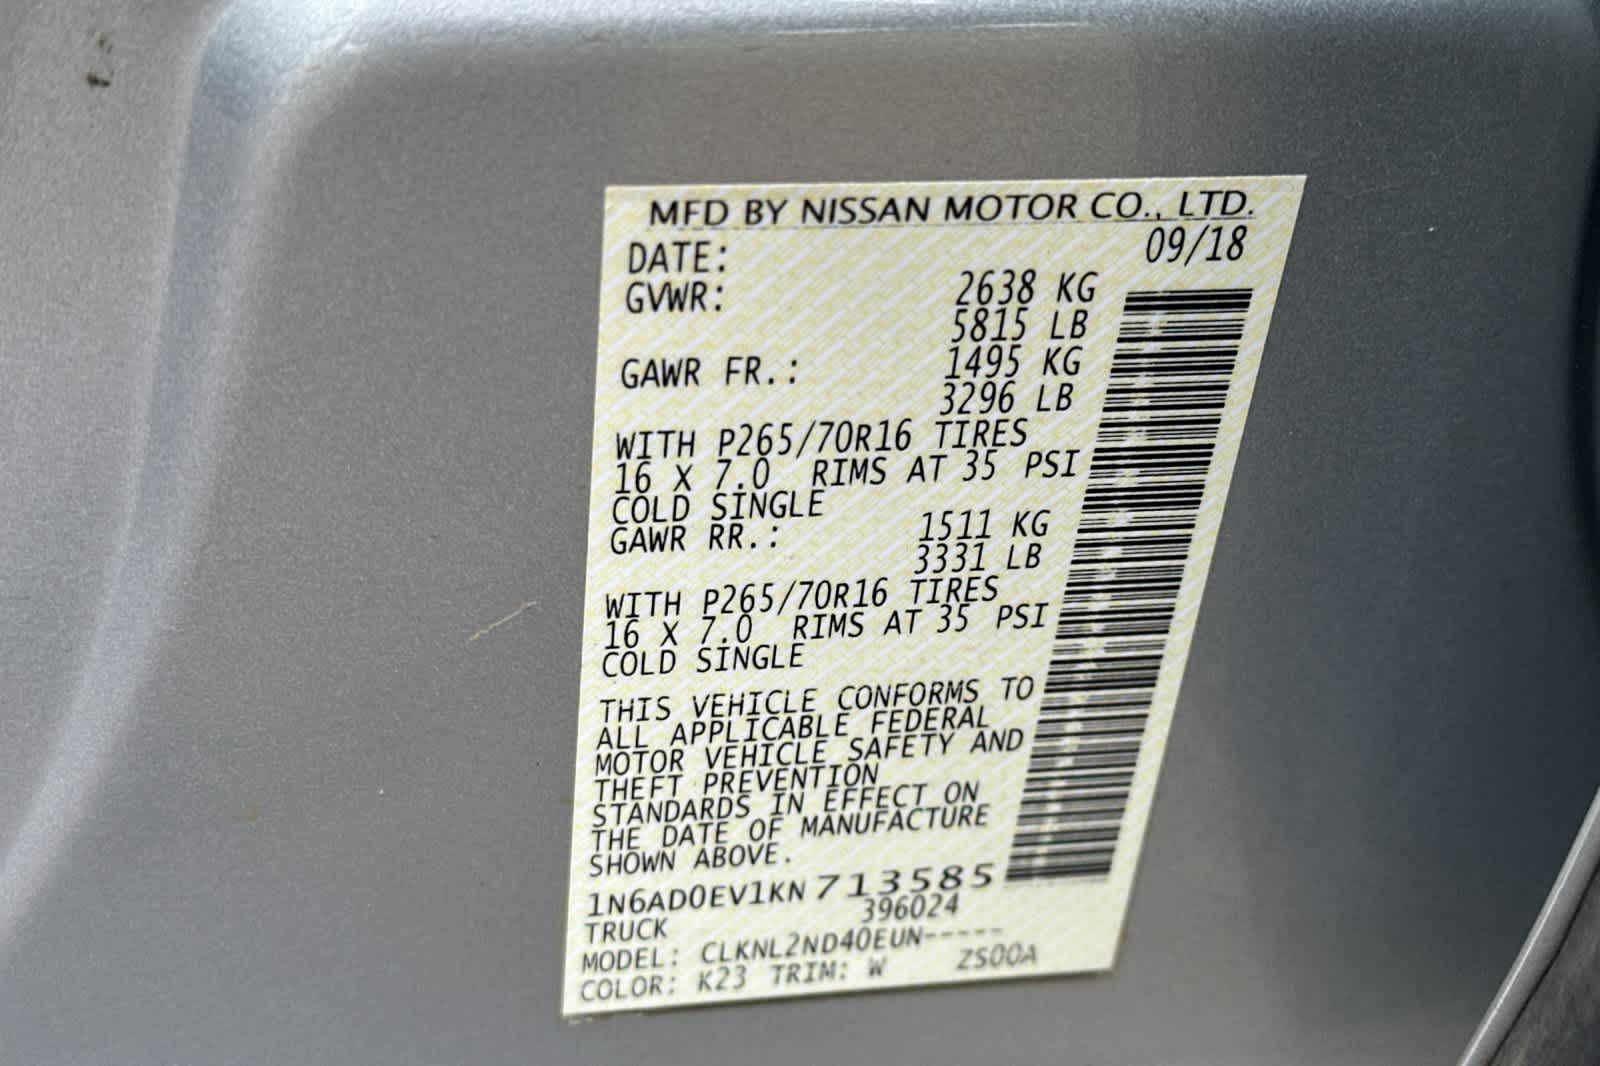 MFD BY NISSAN MOTOR CO., LTD.
DATE: 09/18
GVWR: 2638 KG
5815 LB
GAWR FR.: 1495 KG
3296 LB
WITH P265/70R16 TIRES
16 X 7.0 RIMS AT 35 PSI
COLD SINGLE
GAWR RR.: 1511 KG
3331 LB
WITH P265/70R16 TIRES
16 X 7.0 RIMS AT 35 PSI
COLD SINGLE
THIS VEHICLE CONFORMS TO
ALL APPLICABLE FEDERAL
MOTOR VEHICLE SAFETY AND
THEFT PREVENTION
STANDARDS IN EFFECT ON
THE DATE OF MANUFACTURE
SHOWN ABOVE.
1N6AD0EV1KN713585
TRUCK 396024
MODEL: CLKNL2ND40EUN-----
COLOR: K23 TRIM: W ZS00A